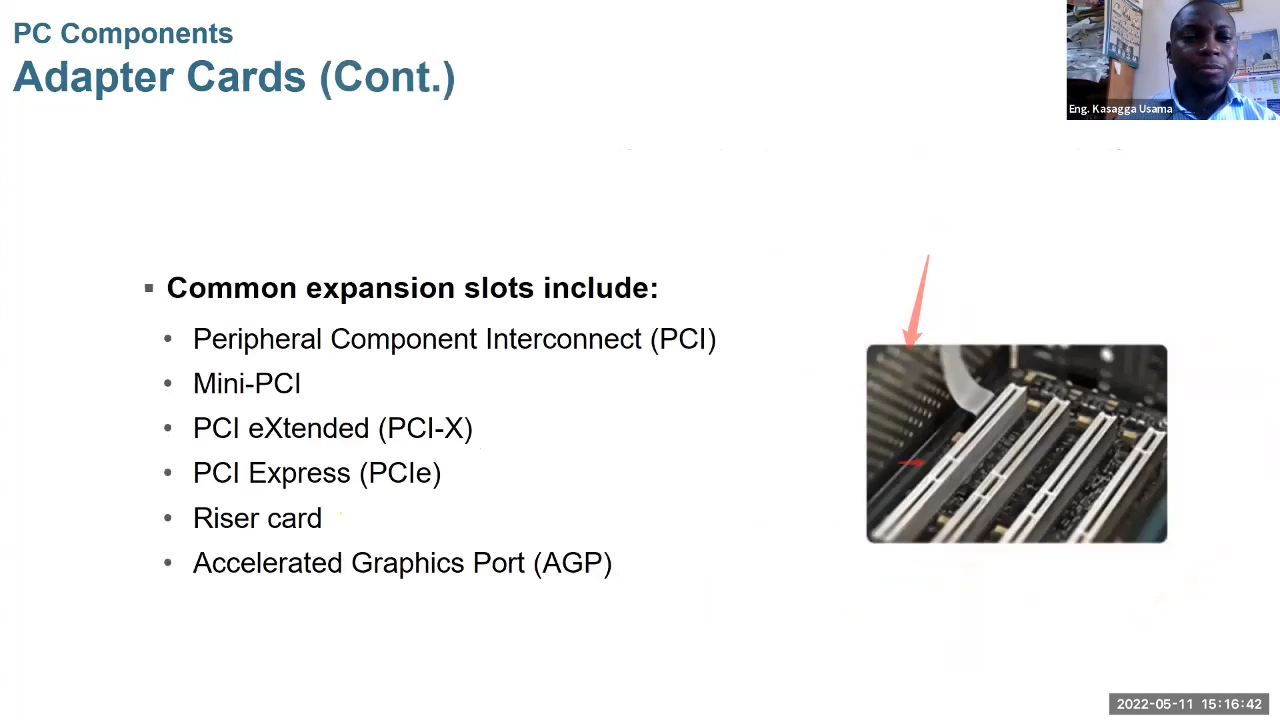 PC Components
Adapter Cards (Cont.)
Eng. Kasagga Usama
Common expansion slots include:
Peripheral Component Interconnect (PCI)
Mini-PCI
PCI eXtended (PCI-X)
PCI Express (PCIe)
Riser card
Accelerated Graphics Port (AGP)
2022-05-11 15:16:42